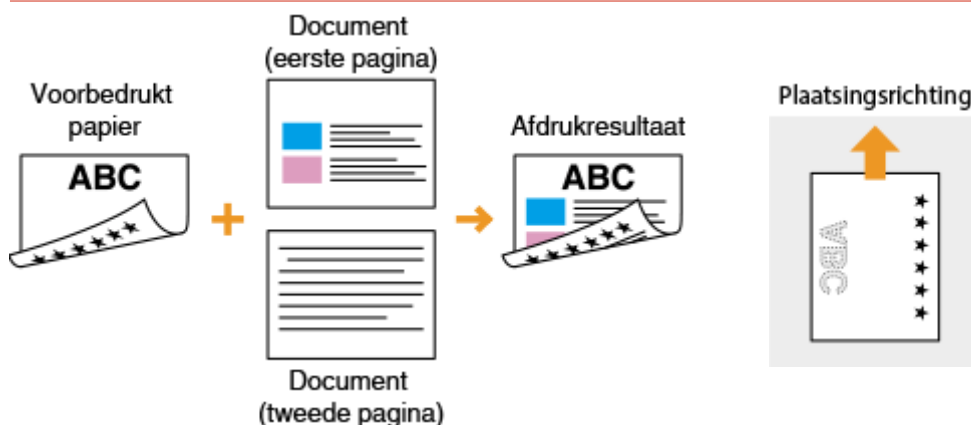 Document
(eerste pagina)
Voorbedrukt
papier
ABC
Afdrukresultaat
ABC
Plaatsingsrichting
ABC
Document
(tweede pagina)